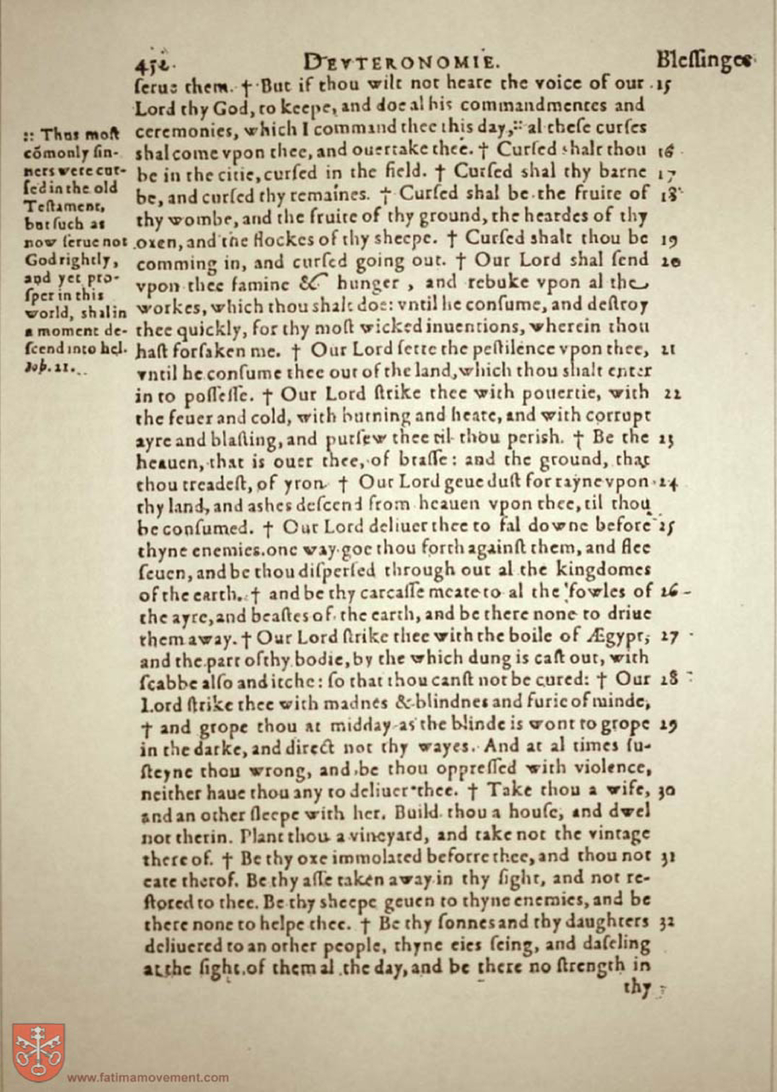 452. DEVTERONOMIE. Bleſſinges
ſerue them. † But if thou wilt not heare the voice of our 15
Lord thy God, to keepe, and doe al his commandmentes and
ceremonies, which I command thee this day, :: al theſe curſes
ſhal come vpon thee, and ouertake thee. † Curſed ſhalt thou 16
be in the citie, curſed in the field. † Curſed ſhal thy barne 17
be, and curſed thy remaines. † Curſed ſhal be the fruite of 18
thy wombe, and the fruite of thy ground, the heardes of thy
oxen, and the flockes of thy sheepe. † Curſed ſhalt thou be 19
comming in, and curſed going out. † Our Lord ſhal ſend 20
vpon thee famine & hunger, and rebuke vpon al the
workes, which thou ſhalt doe: vntil he conſume, and deſtroy
thee quickly, for thy moſt wicked inuentions, wherein thou
haſt forſaken me. † Our Lord ſette the peſtilence vpon thee, 21
vntil he conſume thee out of the land, which thou ſhalt enter
in to poſſeſſe. † Our Lord ſtrike thee with pouertie, with 22
the feuer and cold, with burning and heate, and with corrupt
ayre and blaſting, and purſew thee til thou perish. † Be the 23
heauen, that is ouer thee, of braſſe: and the ground, that
thou treadeſt, of yron † Our Lord geue duſt for rayne vpon 24
thy land, and ashes deſcend from heauen vpon thee, til thou
be conſumed. † Our Lord deliuer thee to fal downe before 25
thyne enemies. one way goe thou forth againſt them, and flee
ſeuen, and be thou diſperſed through out al the kingdomes
of the earth. † and be thy carcaſſe meate to al the fowles of 26
the ayre, and beaſtes of the earth, and be there none to driue
them away. † Our Lord ſtrike thee with the boile of Ægypt, 27
and the part of thy bodie, by the which dung is caſt out, with
ſcabbe alſo and itche: ſo that thou canſt not be cured: † Our 28
Lord ſtrike thee with madnes & blindnes and furie of minde,
† and grope thou at midday as the blinde is wont to grope 29
in the darke, and direct not thy wayes. And at al times ſu-
ſteyne thou wrong, and be thou oppreſſed with violence,
neither haue thou any to deliuer thee. † Take thou a wife, 30
and an other ſleepe with her. Build thou a houſe, and dwel
not therin. Plant thou a vineyard, and take not the vintage
there of. † Be thy oxe immolated beforre thee, and thou not 31
eate therof. Be thy aſſe taken away in thy ſight, and not re-
ſtored to thee. Be thy sheepe geuen to thyne enemies, and be
there none to helpe thee. † Be thy ſonnes and thy daughters 32
deliuered to an other people, thyne eies ſeing, and daſeling
at the ſight of them al the day, and be there no ſtrength in
thy
:: Thus moſt
cōmonly ſin-
ners were cur-
ſed in the old
Teſtament,
but ſuch as
now ſerue not
God rightly,
and yet pro-
ſper in this
world, ſhal in
a moment de-
ſcend into hel.
Iob. 21.
www.fatimamovement.com